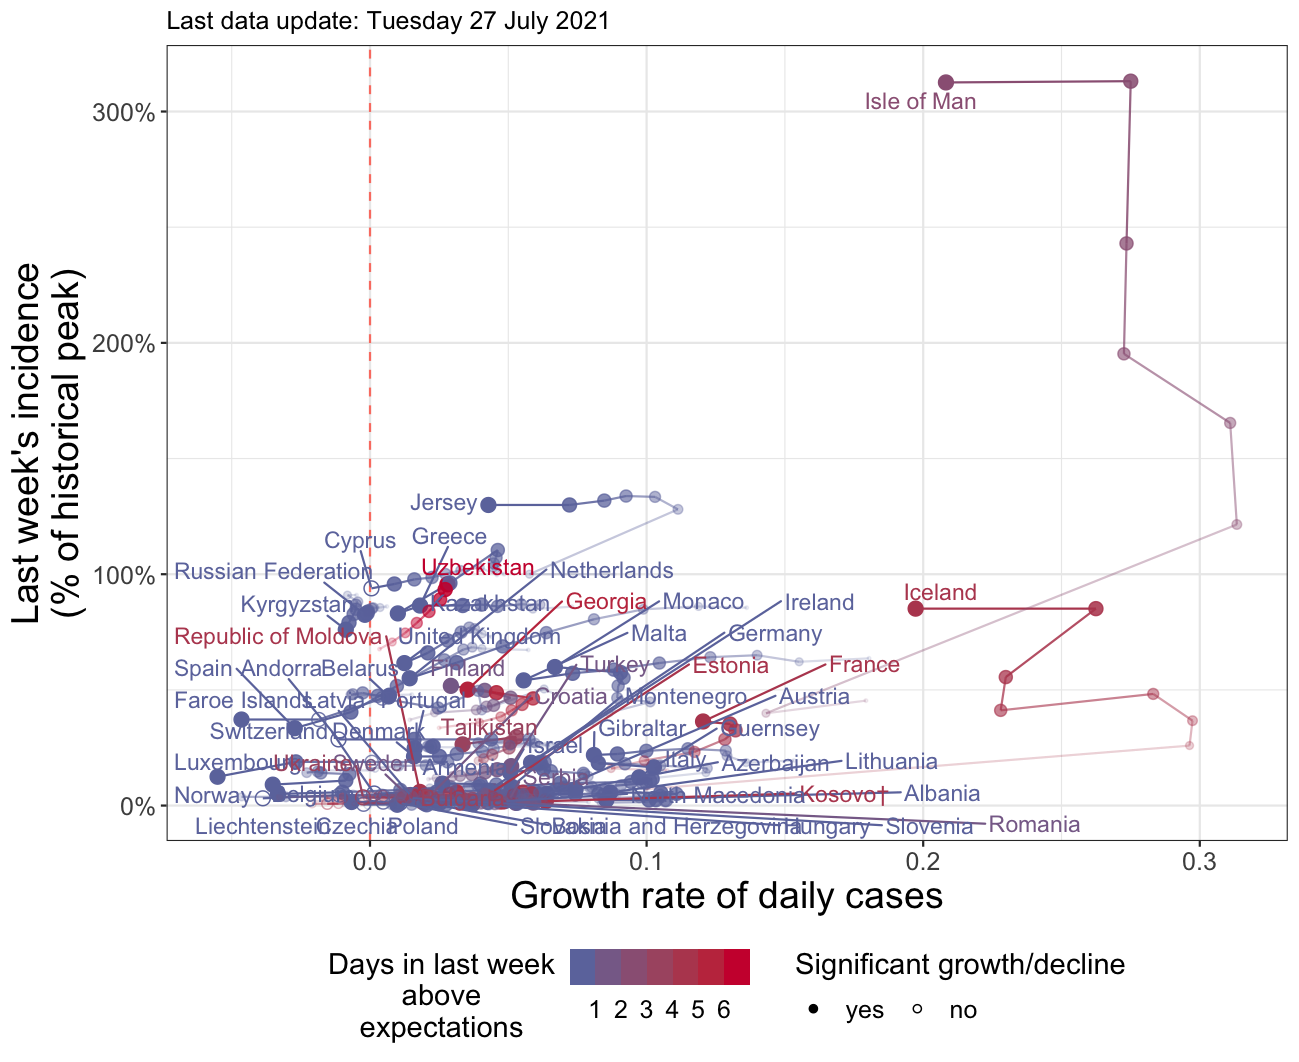 Last data update: Tuesday 27 July 2021
Last week's incidence
(% of historical peak)
300%
200%
100%
0%
Isle of Man
Jersey
Cyprus
Greece
Russian Federation
Uzbekistan
Netherlands
Kyrgyzstan
Kazakhstan
Georgia
Monaco
Ireland
Iceland
Republic of Moldova
United Kingdom
Malta
Germany
Spain
Andorra
Belarus
Finland
Turkey
Estonia
France
Faroe Islands
Latvia
Portugal
Croatia
Montenegro
Austria
Switzerland
Denmark
Tajikistan
Israel
Gibraltar
Guernsey
Luxembourg
Ukraine
Sweden
Armenia
Serbia
Italy
Azerbaijan
Lithuania
Norway
Belgium
Bulgaria
North Macedonia
Kosovo†
Albania
Liechtenstein
Czechia
Poland
Slovakia
Bosnia and Herzegovina
Hungary
Slovenia
Romania
0.0
0.1
0.2
0.3
Growth rate of daily cases
Days in last week
above
expectations
1 2 3 4 5 6
Significant growth/decline
yes
no